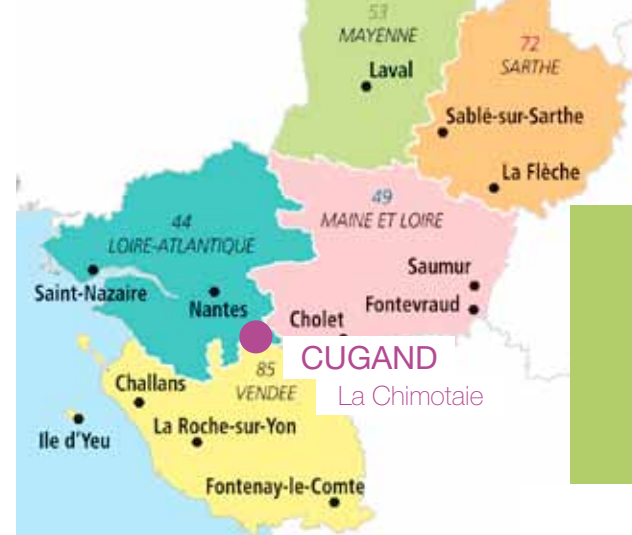 53
MAYENNE
Laval
72
SARTHE
Sablé-sur-Sarthe
La Flèche
44
LOIRE-ATLANTIQUE
49
MAINE ET LOIRE
Saumur
Saint-Nazaire
Nantes
Fontevraud
Cholet
CUGAND
La Chimotaie
85
VENDEE
Challans
La Roche-sur-Yon
Ile d'Yeu
Fontenay-le-Comte